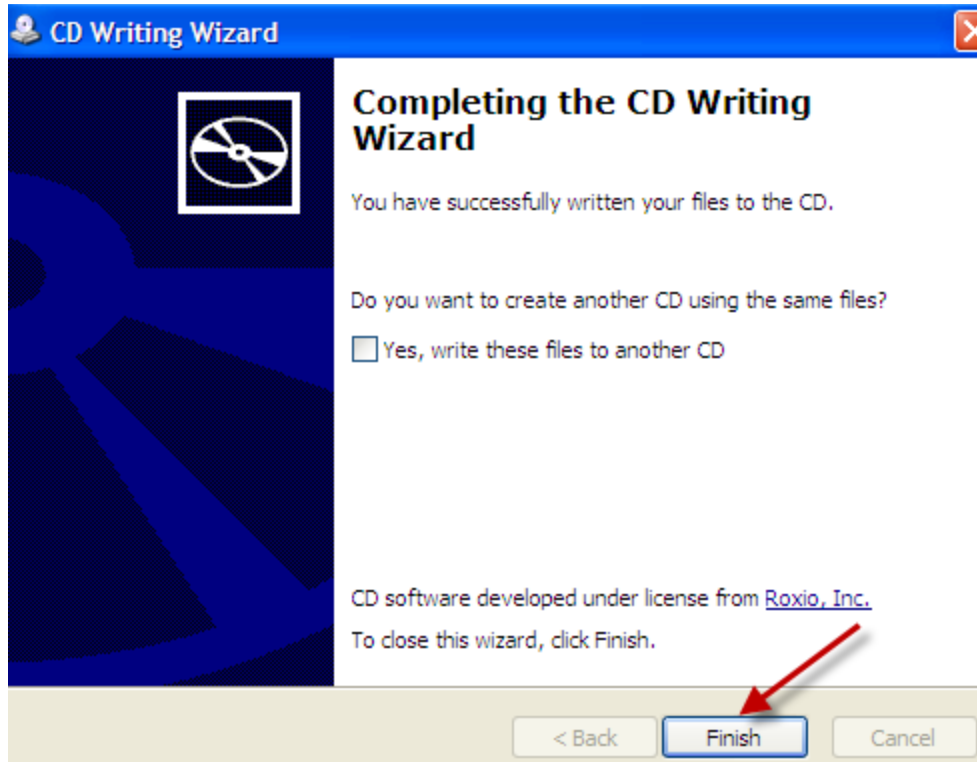 CD Writing Wizard
Completing the CD Writing
Wizard
You have successfully written your files to the CD.
Do you want to create another CD using the same files?
Yes, write these files to another CD
CD software developed under license from Roxio, Inc.
To close this wizard, click Finish.
< Back Finish Cancel